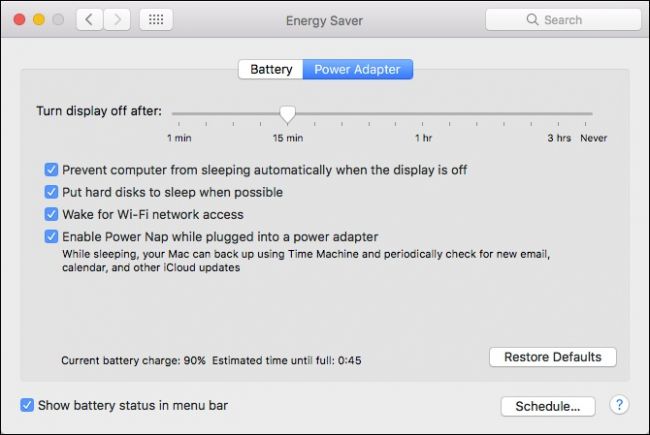 Energy Saver
Search
Battery Power Adapter
Turn display off after:
1 min 15 min 1 hr 3 hrs Never
Prevent computer from sleeping automatically when the display is off
Put hard disks to sleep when possible
Wake for Wi-Fi network access
Enable Power Nap while plugged into a power adapter
While sleeping, your Mac can back up using Time Machine and periodically check for new email,
calendar, and other iCloud updates
Current battery charge: 90% Estimated time until full: 0:45
Restore Defaults
Show battery status in menu bar
Schedule... ?